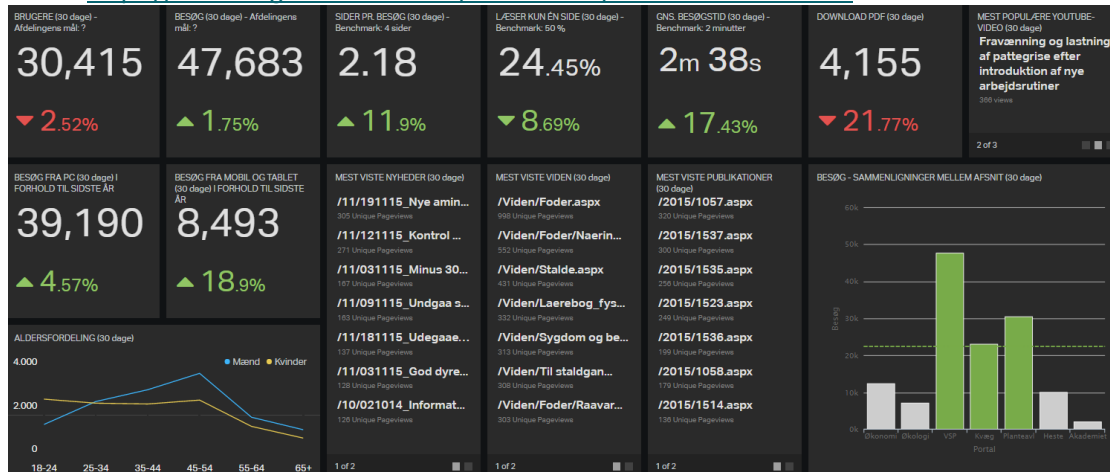 BRUGERE (30 dage) -
Afdelingens mål: ?
30,415
2.52%
BESØG (30 dage) - Afdelingens
mål: ?
47,683
1.75%
SIDER PR. BESØG (30 dage) -
Benchmark: 4 sider
2.18
11.9%
LÆSER KUN ÉN SIDE (30 dage) -
Benchmark: 50 %
24.45%
8.69%
GNS. BESØGSTID (30 dage) -
Benchmark: 2 minutter
2m 38s
17.43%
DOWNLOAD PDF (30 dage)
4,155
21.77%
MEST POPULÆRE YOUTUBE-
VIDEO (30 dage)
Fravænning og lastning
af pattegrise efter
introduktion af nye
arbejdsrutiner
366 views
2 of 3
BESØG FRA PC (30 dage) I
FORHOLD TIL SIDSTE ÅR
39,190
4.57%
BESØG FRA MOBIL OG TABLET
(30 dage) I FORHOLD TIL SIDSTE
ÅR
8,493
18.9%
ALDERSFORDELING (30 dage)
Mænd Kvinder
4.000
2.000
0
18-24 25-34 35-44 45-54 55-64 65+
MEST VISTE NYHEDER (30 dage)
/11/191115_Nye amin...
305 Unique Pageviews
/11/121115_Kontrol ...
271 Unique Pageviews
/11/031115_Minus 30...
167 Unique Pageviews
/11/091115_Undgaa s...
163 Unique Pageviews
/11/181115_Udegaae...
137 Unique Pageviews
/11/031115_God dyre...
128 Unique Pageviews
/10/021014_Informat...
126 Unique Pageviews
1 of 2
MEST VISTE VIDEN (30 dage)
/Viden/Foder.aspx
998 Unique Pageviews
/Viden/Foder/Naerin...
552 Unique Pageviews
/Viden/Stalde.aspx
431 Unique Pageviews
/Viden/Laerebog_fys...
332 Unique Pageviews
/Viden/Sygdom og be...
313 Unique Pageviews
/Viden/Til staldgan...
308 Unique Pageviews
/Viden/Foder/Raavar...
303 Unique Pageviews
1 of 2
MEST VISTE PUBLIKATIONER
(30 dage)
/2015/1057.aspx
320 Unique Pageviews
/2015/1537.aspx
300 Unique Pageviews
/2015/1535.aspx
256 Unique Pageviews
/2015/1523.aspx
249 Unique Pageviews
/2015/1536.aspx
199 Unique Pageviews
/2015/1058.aspx
179 Unique Pageviews
/2015/1514.aspx
136 Unique Pageviews
1 of 2
BESØG - SAMMENLIGNINGER MELLEM AFSNIT (30 dage)
60k
50k
40k
30k
20k
10k
0k
Besøg
Økonomi Økologi VSP Kvæg Planteavl Heste Akademiet
Portal